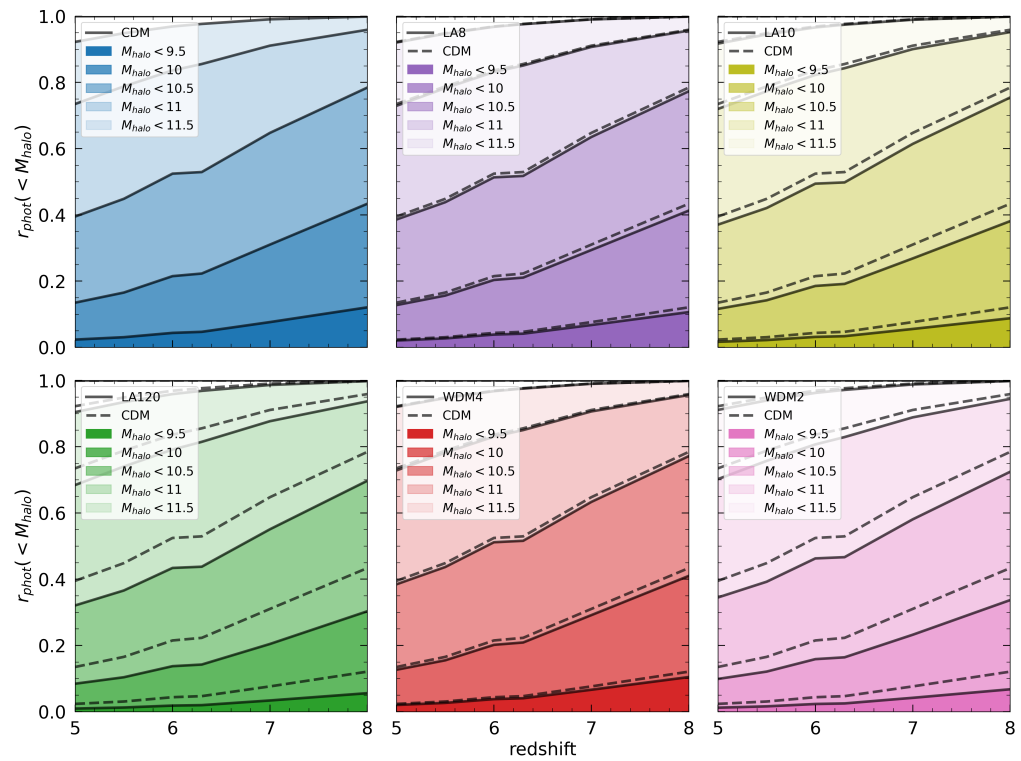 1.0
0.8
0.6
0.4
0.2
0.0
r_phot(< M_halo)
CDM
M_halo < 9.5
M_halo < 10
M_halo < 10.5
M_halo < 11
M_halo < 11.5
LA8
CDM
M_halo < 9.5
M_halo < 10
M_halo < 10.5
M_halo < 11
M_halo < 11.5
LA10
CDM
M_halo < 9.5
M_halo < 10
M_halo < 10.5
M_halo < 11
M_halo < 11.5
1.0
0.8
0.6
0.4
0.2
0.0
r_phot(< M_halo)
LA120
CDM
M_halo < 9.5
M_halo < 10
M_halo < 10.5
M_halo < 11
M_halo < 11.5
WDM4
CDM
M_halo < 9.5
M_halo < 10
M_halo < 10.5
M_halo < 11
M_halo < 11.5
WDM2
CDM
M_halo < 9.5
M_halo < 10
M_halo < 10.5
M_halo < 11
M_halo < 11.5
5 6 7 8 5 6 7 8 5 6 7 8
redshift